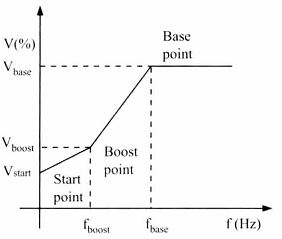 V(%)
Base
point
Vbase
Vboost
Boost
point
Vstart
Start
point
fboost
fbase
f (Hz)